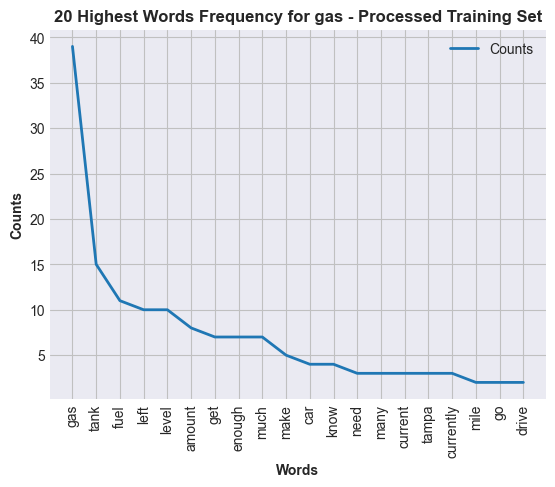 20 Highest Words Frequency for gas - Processed Training Set
Counts
40
35
30
25
20
15
10
5
Counts
gas
tank
fuel
left
level
amount
get
enough
much
make
car
know
need
many
current
tampa
currently
mile
go
drive
Words